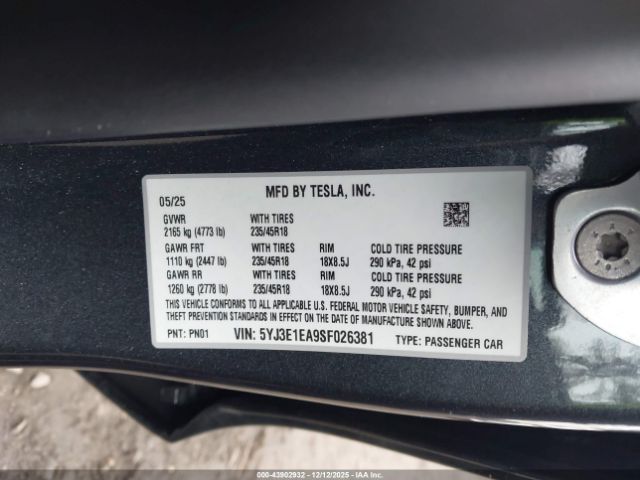 05/25 MFD BY TESLA, INC.
GVWR WITH TIRES
2165 kg (4773 lb) 235/45R18
GAWR FRT WITH TIRES RIM COLD TIRE PRESSURE
1110 kg (2447 lb) 235/45R18 18X8.5J 290 kPa, 42 psi
GAWR RR WITH TIRES RIM COLD TIRE PRESSURE
1260 kg (2778 lb) 235/45R18 18X8.5J 290 kPa, 42 psi
THIS VEHICLE CONFORMS TO ALL APPLICABLE U.S. FEDERAL MOTOR VEHICLE SAFETY, BUMPER, AND
THEFT PREVENTION STANDARDS IN EFFECT ON THE DATE OF MANUFACTURE SHOWN ABOVE.
PNT: PN01 VIN: 5YJ3E1EA9SF026381 TYPE: PASSENGER CAR
000-43902932 - 12/12/2025 - IAAI.COM